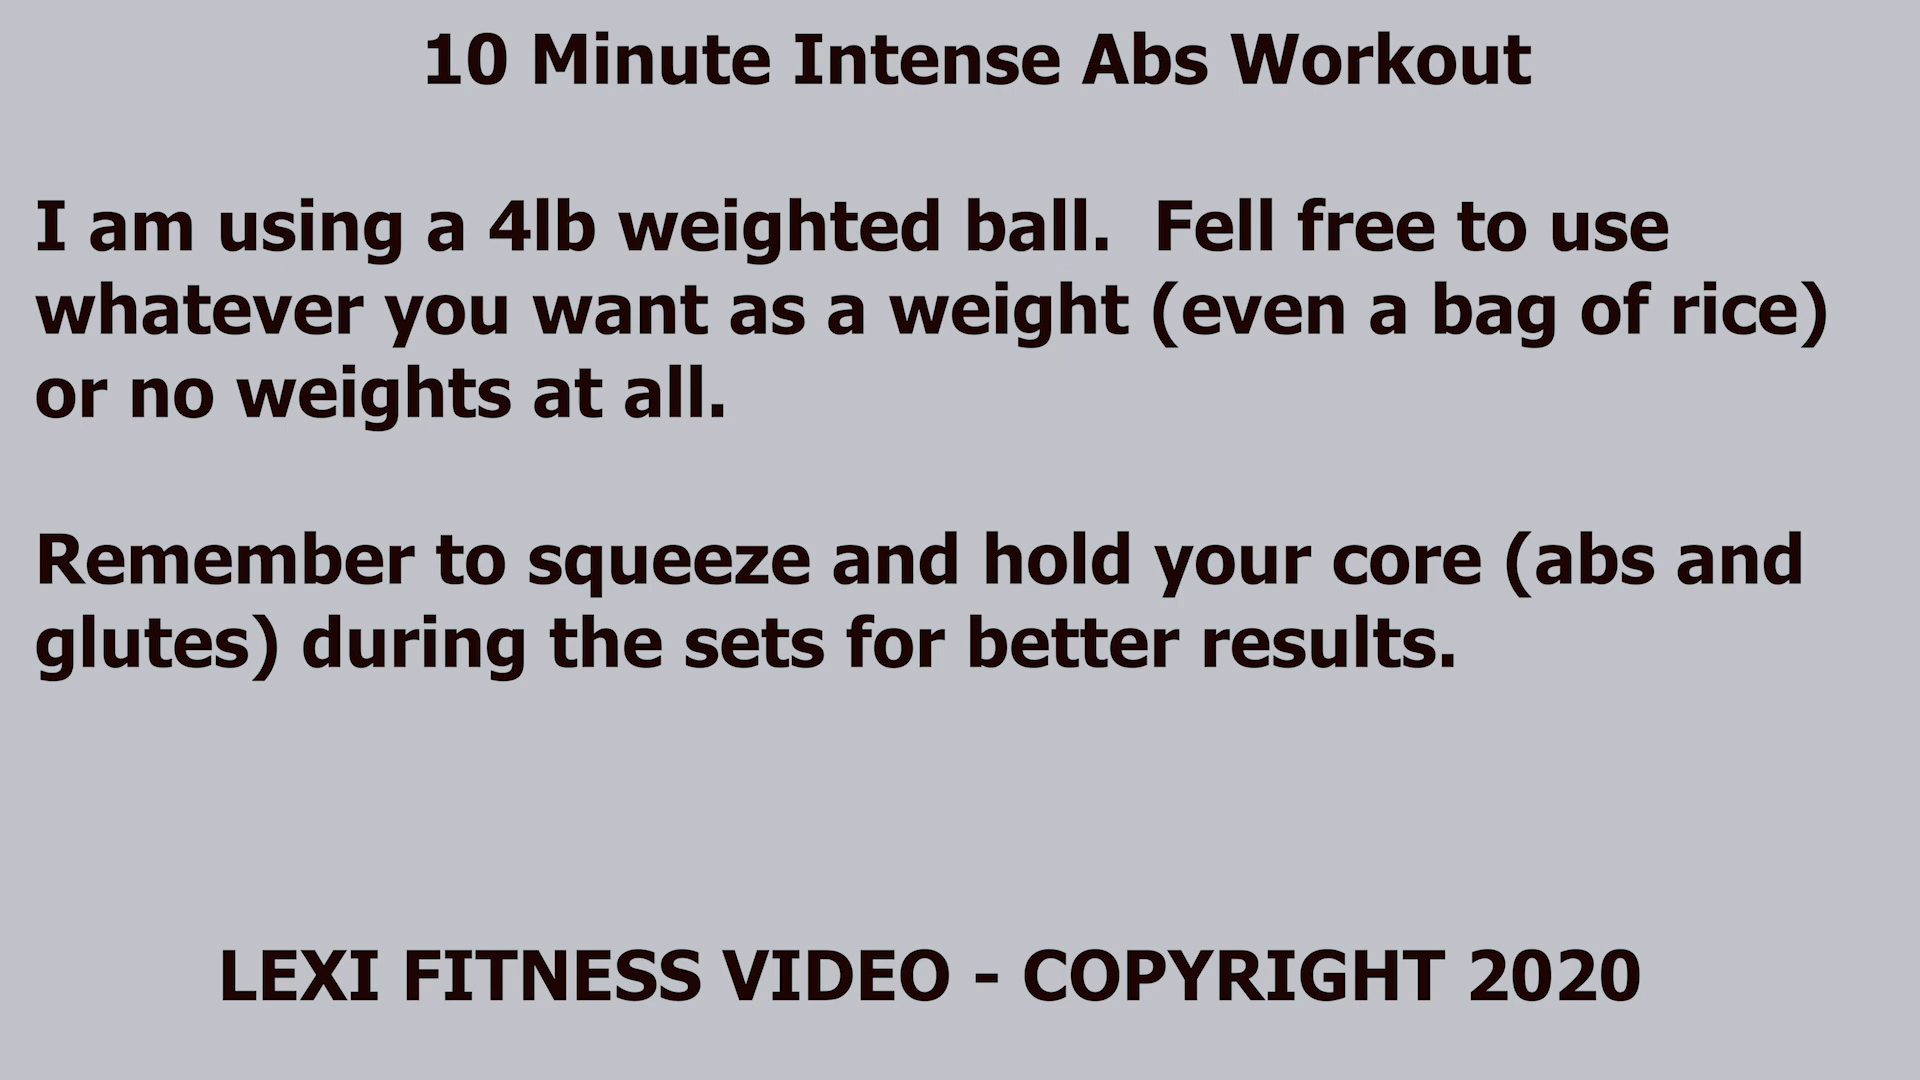 10 Minute Intense Abs Workout
I am using a 4lb weighted ball.  Fell free to use
whatever you want as a weight (even a bag of rice)
or no weights at all.
Remember to squeeze and hold your core (abs and
glutes) during the sets for better results.
LEXI FITNESS VIDEO - COPYRIGHT 2020